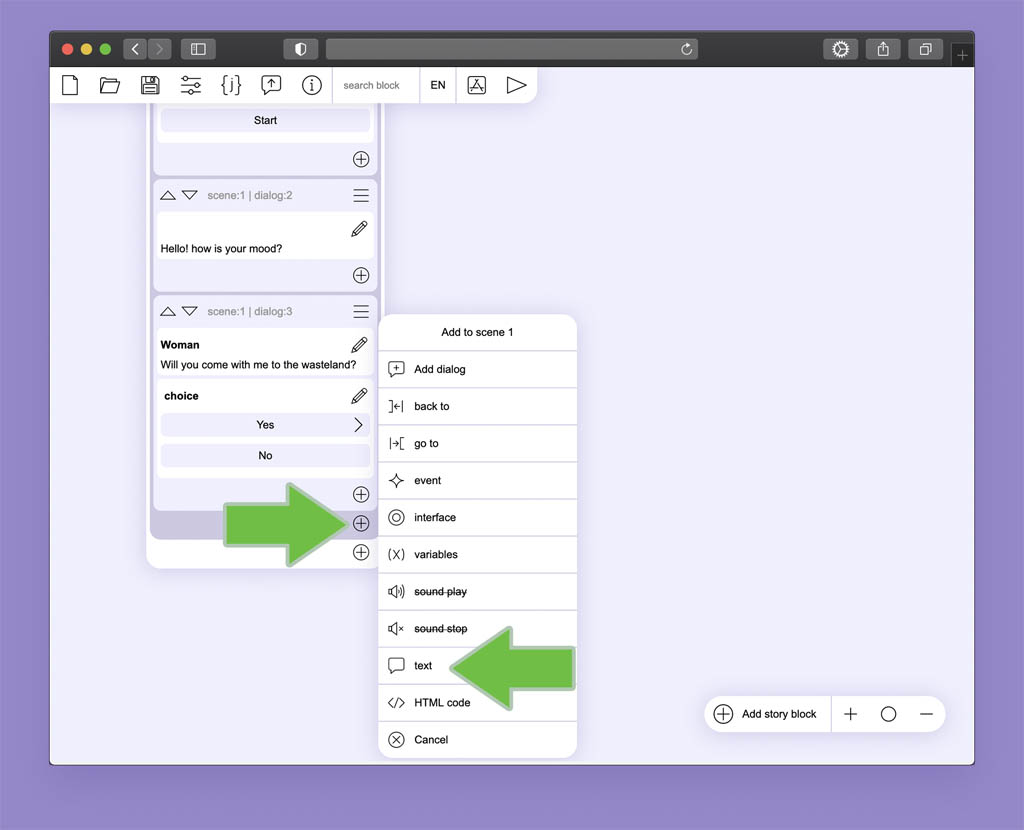 search block
EN
Start
scene:1 | dialog:2
Hello! how is your mood?
scene:1 | dialog:3
Woman
Will you come with me to the wasteland?
choice
Yes
No
Add to scene 1
Add dialog
back to
go to
event
interface
(X) variables
sound play
sound stop
text
HTML code
Cancel
Add story block